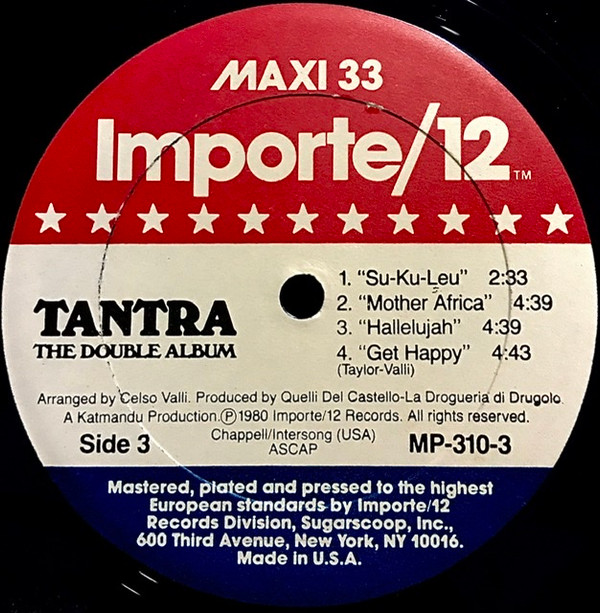 MAXI 33
Importe/12 TM
1. "Su-Ku-Leu" 2:33
2. "Mother Africa" 4:39
3. "Hallelujah" 4:39
4. "Get Happy" 4:43
(Taylor-Valli)
TANTRA
THE DOUBLE ALBUM
Arranged by Celso Valli. Produced by Quelli Del Castello-La Drogueria di Drugolo.
A Katmandu Production.Ⓟ1980 Importe/12 Records. All rights reserved.
Side 3
Chappell/Intersong (USA)
ASCAP
MP-310-3
Mastered, plated and pressed to the highest
European standards by Importe/12
Records Division, Sugarscoop, Inc.,
600 Third Avenue, New York, NY 10016.
Made in U.S.A.